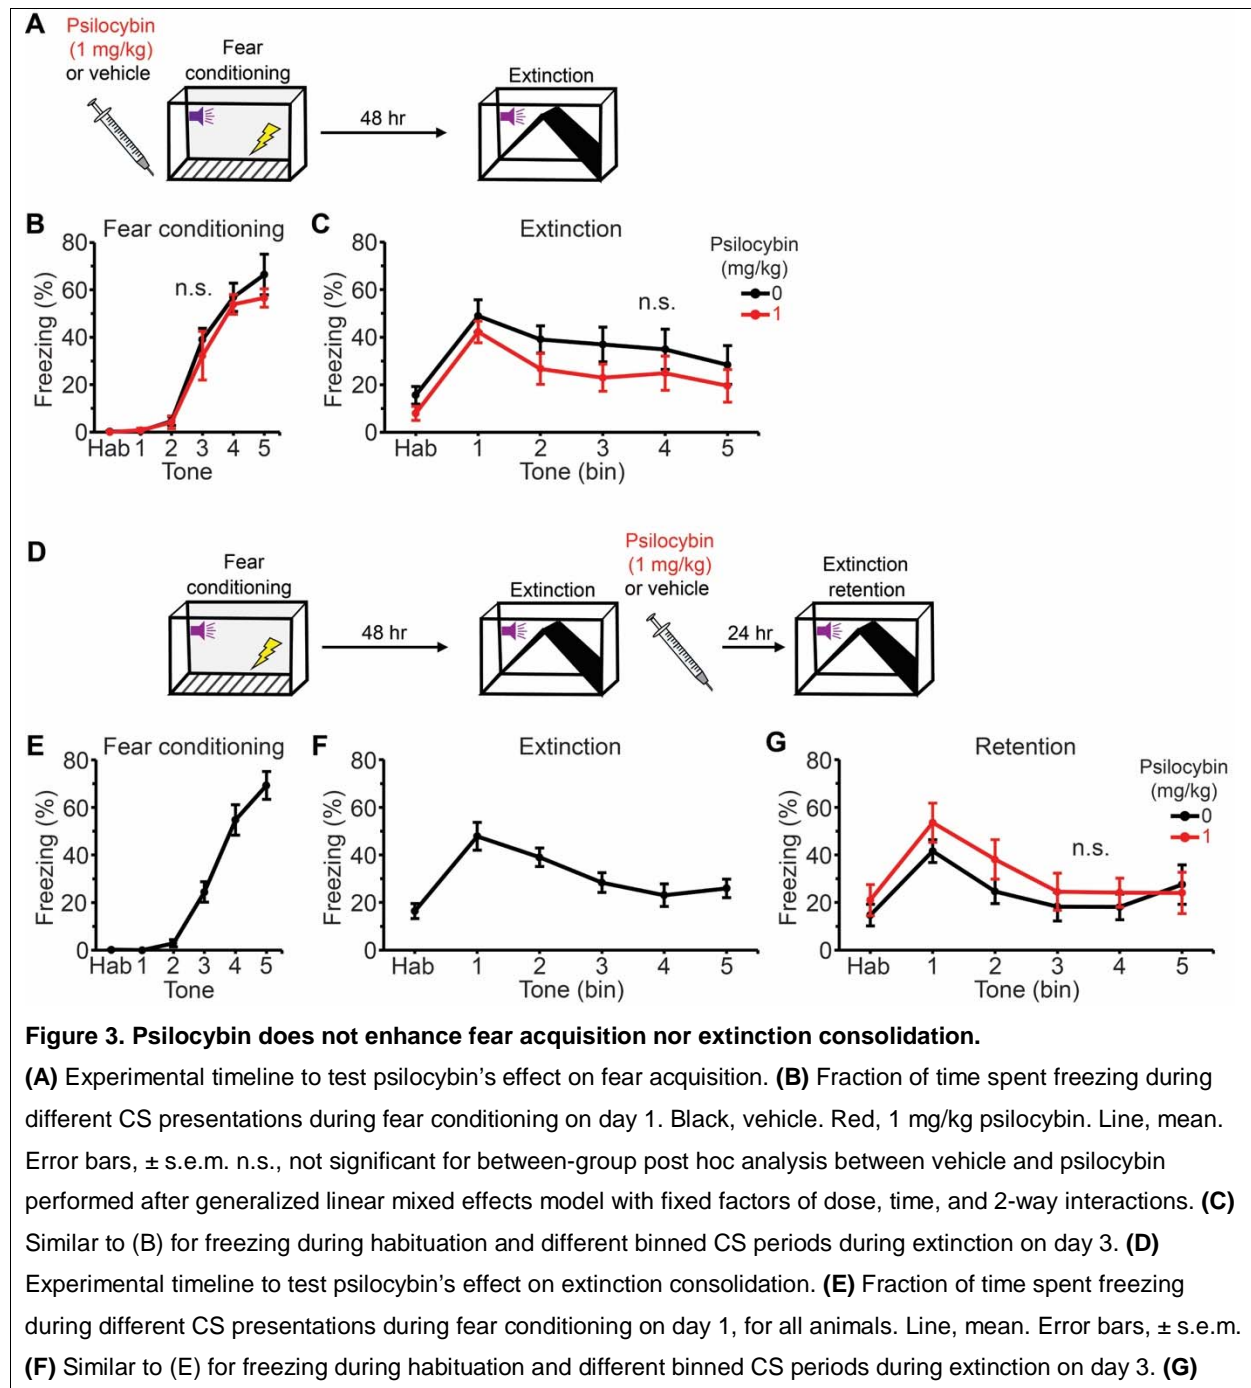 A
Psilocybin
(1 mg/kg)
or vehicle
Fear
conditioning
48 hr
Extinction
B
Fear conditioning
80
60
40
20
0
Freezing (%)
n.s.
Hab 1 2 3 4 5
Tone
C
Extinction
80
60
40
20
0
Freezing (%)
n.s.
Hab 1 2 3 4 5
Tone (bin)
Psilocybin
(mg/kg)
0
1
D
Fear
conditioning
48 hr
Extinction
Psilocybin
(1 mg/kg)
or vehicle
24 hr
Extinction
retention
E
Fear conditioning
80
60
40
20
0
Freezing (%)
Hab 1 2 3 4 5
Tone
F
Extinction
80
60
40
20
0
Freezing (%)
Hab 1 2 3 4 5
Tone (bin)
G
Retention
80
60
40
20
0
Freezing (%)
n.s.
Hab 1 2 3 4 5
Tone (bin)
Psilocybin
(mg/kg)
0
1
Figure 3. Psilocybin does not enhance fear acquisition nor extinction consolidation.
(A) Experimental timeline to test psilocybin’s effect on fear acquisition. (B) Fraction of time spent freezing during
different CS presentations during fear conditioning on day 1. Black, vehicle. Red, 1 mg/kg psilocybin. Line, mean.
Error bars, ± s.e.m. n.s., not significant for between-group post hoc analysis between vehicle and psilocybin
performed after generalized linear mixed effects model with fixed factors of dose, time, and 2-way interactions. (C)
Similar to (B) for freezing during habituation and different binned CS periods during extinction on day 3. (D)
Experimental timeline to test psilocybin’s effect on extinction consolidation. (E) Fraction of time spent freezing
during different CS presentations during fear conditioning on day 1, for all animals. Line, mean. Error bars, ± s.e.m.
(F) Similar to (E) for freezing during habituation and different binned CS periods during extinction on day 3. (G)